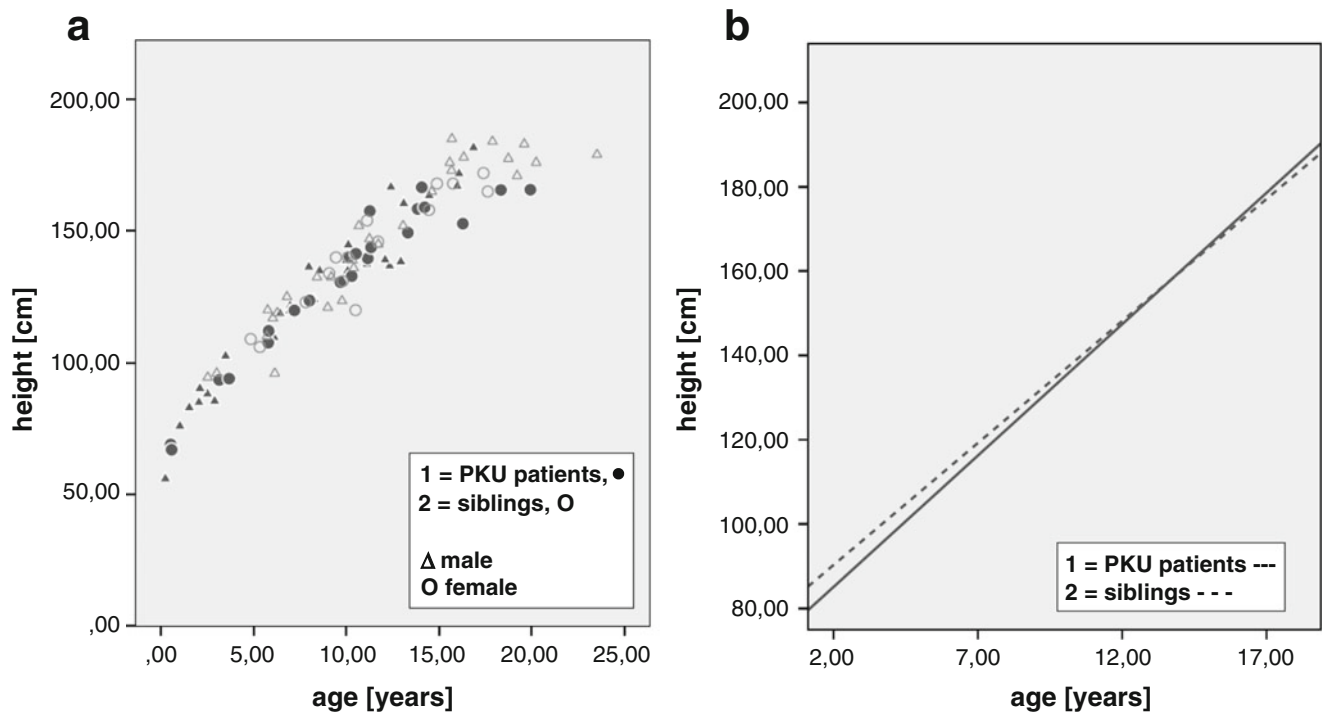 a
height [cm]
200,00
150,00
100,00
50,00
,00
,00 5,00 10,00 15,00 20,00 25,00
age [years]
1 = PKU patients, ●
2 = siblings, O
Δ male
O female
b
height [cm]
200,00
180,00
160,00
140,00
120,00
100,00
80,00
2,00 7,00 12,00 17,00
age [years]
1 = PKU patients ---
2 = siblings - - -